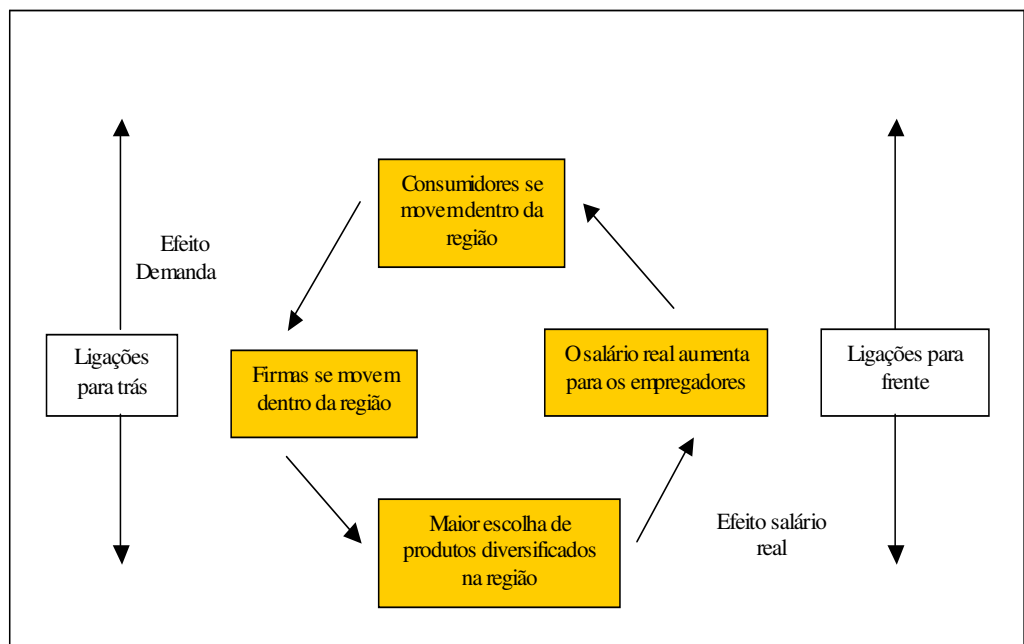 Consumidores se
movem dentro da
região
Efeito
Demanda
Ligações
para trás
Firmas se movem
dentro da região
O salário real aumenta
para os empregadores
Ligações para
frente
Maior escolha de
produtos diversificados
na região
Efeito salário
real